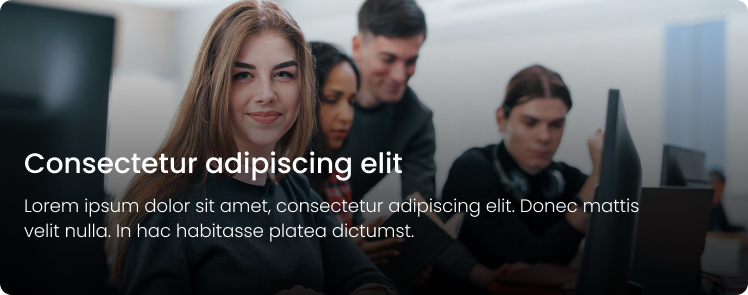 Consectetur adipiscing elit
Lorem ipsum dolor sit amet, consectetur adipiscing elit. Donec mattis
velit nulla. In hac habitasse platea dictumst.